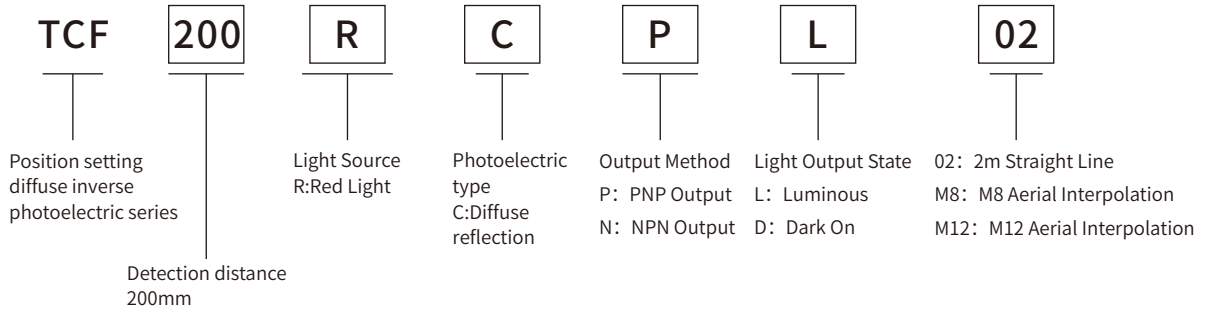 TCF 200 R C P L 02
Position setting
diffuse inverse
photoelectric series
Detection distance
200mm
Light Source
R:Red Light
Photoelectric
type
C:Diffuse
reflection
Output Method
P：PNP Output
N：NPN Output
Light Output State
L：Luminous
D：Dark On
02：2m Straight Line
M8：M8 Aerial Interpolation
M12：M12 Aerial Interpolation